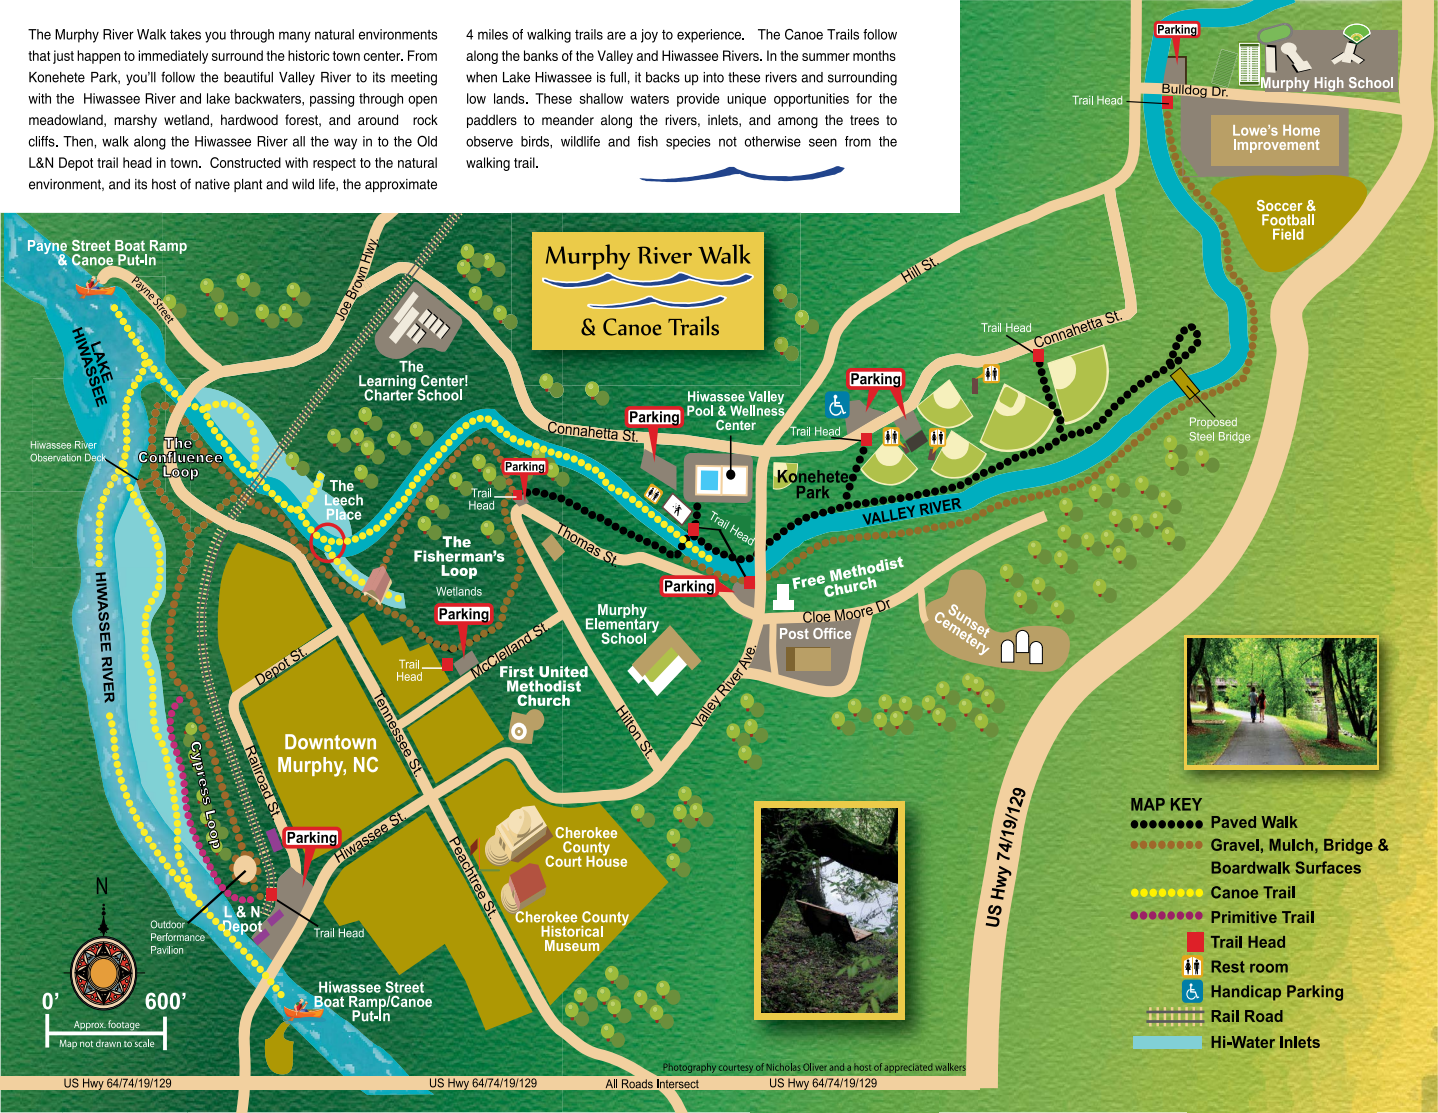 The Murphy River Walk takes you through many natural environments
that just happen to immediately surround the historic town center. From
Konehete Park, you'll follow the beautiful Valley River to its meeting
with the Hiwassee River and lake backwaters, passing through open
meadowland, marshy wetland, hardwood forest, and around rock
cliffs. Then, walk along the Hiwassee River all the way in to the Old
L&N Depot trail head in town. Constructed with respect to the natural
environment, and its host of native plant and wild life, the approximate
4 miles of walking trails are a joy to experience. The Canoe Trails follow
along the banks of the Valley and Hiwassee Rivers. In the summer months
when Lake Hiwassee is full, it backs up into these rivers and surrounding
low lands. These shallow waters provide unique opportunities for the
paddlers to meander along the rivers, inlets, and among the trees to
observe birds, wildlife and fish species not otherwise seen from the
walking trail.
Parking
Murphy High School
Bulldog Dr.
Trail Head
Lowe's Home
Improvement
Soccer &
Football
Field
Payne Street Boat Ramp
& Canoe Put-In
Payne Street
Joe Brown Hwy.
Murphy River Walk
& Canoe Trails
Hill St.
Trail Head
Connahetta St.
LAKE
HIWASSEE
The
Learning Center!
Charter School
Parking
Hiwassee Valley
Pool & Wellness
Center
Parking
Connahetta St.
Trail Head
Proposed
Steel Bridge
Hiwassee River
Observation Deck
The
Confluence
Loop
Parking
Trail
Head
The
Leech
Place
Konehete
Park
VALLEY RIVER
Trail Head
Thomas St.
The
Fisherman's
Loop
Wetlands
Parking
Parking
Free Methodist
Church
Cloe Moore Dr
HIWASSEE RIVER
Murphy
Elementary
School
Post Office
Sunset
Cemetery
Depot St.
Trail
Head
McClelland St.
First United
Methodist
Church
Valley River Ave.
Hilton St.
Tennessee St.
Downtown
Murphy, NC
Railroad St.
Cypress Loop
Parking
Hiwassee St.
Peachtree St.
Cherokee
County
Court House
Cherokee County
Historical
Museum
US Hwy 74/19/129
L & N
Depot
Trail Head
Outdoor
Performance
Pavilion
N
0'
600'
Approx. footage
Map not drawn to scale
Hiwassee Street
Boat Ramp/Canoe
Put-In
MAP KEY
Paved Walk
Gravel, Mulch, Bridge &
Boardwalk Surfaces
Canoe Trail
Primitive Trail
Trail Head
Rest room
Handicap Parking
Rail Road
Hi-Water Inlets
Photography courtesy of Nicholas Oliver and a host of appreciated walkers
US Hwy 64/74/19/129
US Hwy 64/74/19/129
All Roads Intersect
US Hwy 64/74/19/129